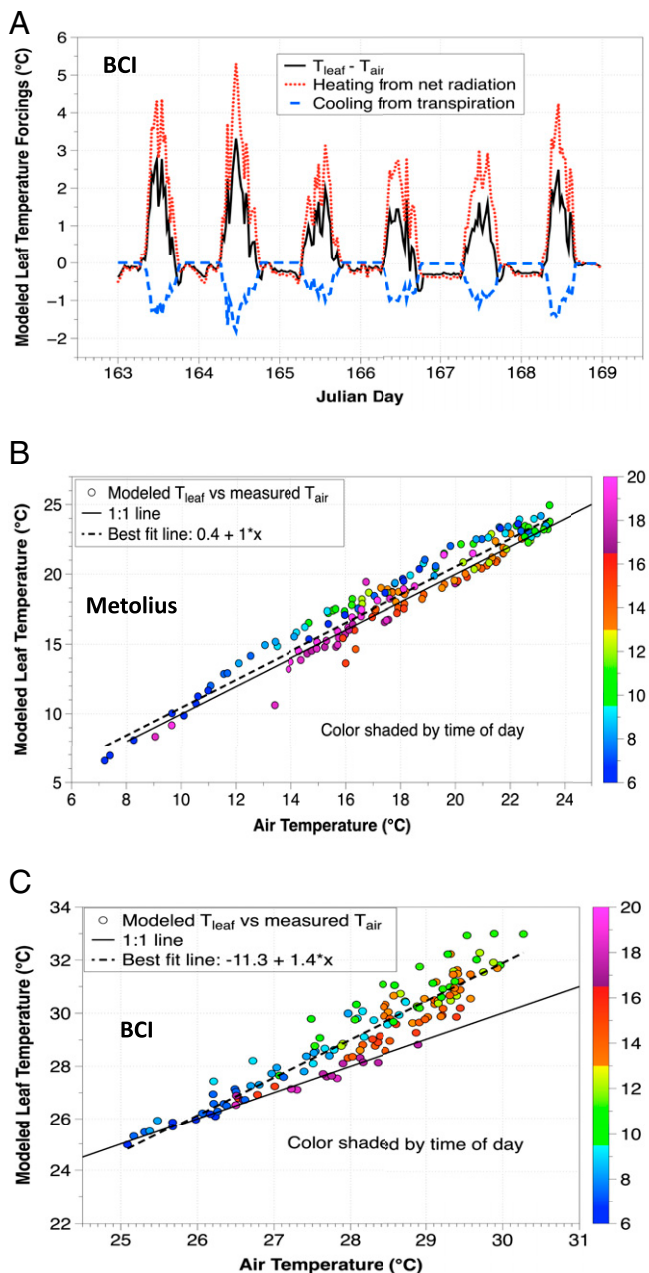 A
BCI
T_leaf - T_air
Heating from net radiation
Cooling from transpiration
Modeled Leaf Temperature Forcings (°C)
6
5
4
3
2
1
0
−1
−2
163 164 165 166 167 168 169
Julian Day
B
Modeled T_leaf vs measured T_air
1:1 line
Best fit line: 0.4 + 1*x
Metolius
Color shaded by time of day
Modeled Leaf Temperature (°C)
25
20
15
10
5
6 8 10 12 14 16 18 20 22 24
Air Temperature (°C)
20
18
16
14
12
10
8
6
C
Modeled T_leaf vs measured T_air
1:1 line
Best fit line: -11.3 + 1.4*x
BCI
Color shaded by time of day
Modeled Leaf Temperature (°C)
34
32
30
28
26
24
22
25 26 27 28 29 30 31
Air Temperature (°C)
20
18
16
14
12
10
8
6